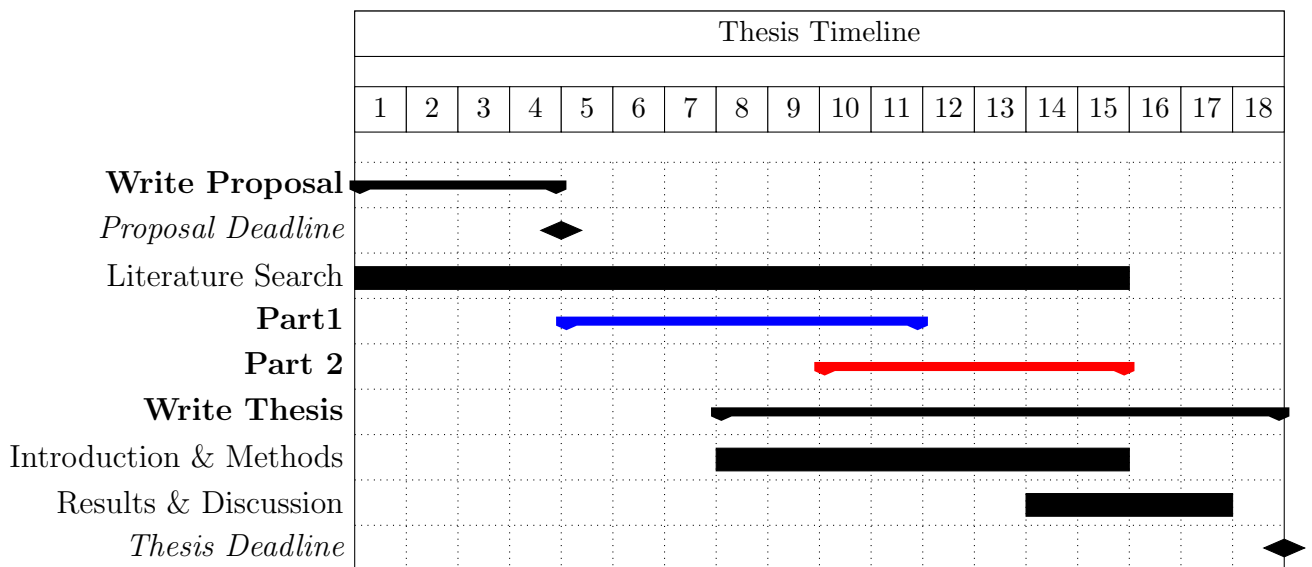 Thesis Timeline
1 2 3 4 5 6 7 8 9 10 11 12 13 14 15 16 17 18
Write Proposal
Proposal Deadline
Literature Search
Part1
Part 2
Write Thesis
Introduction & Methods
Results & Discussion
Thesis Deadline